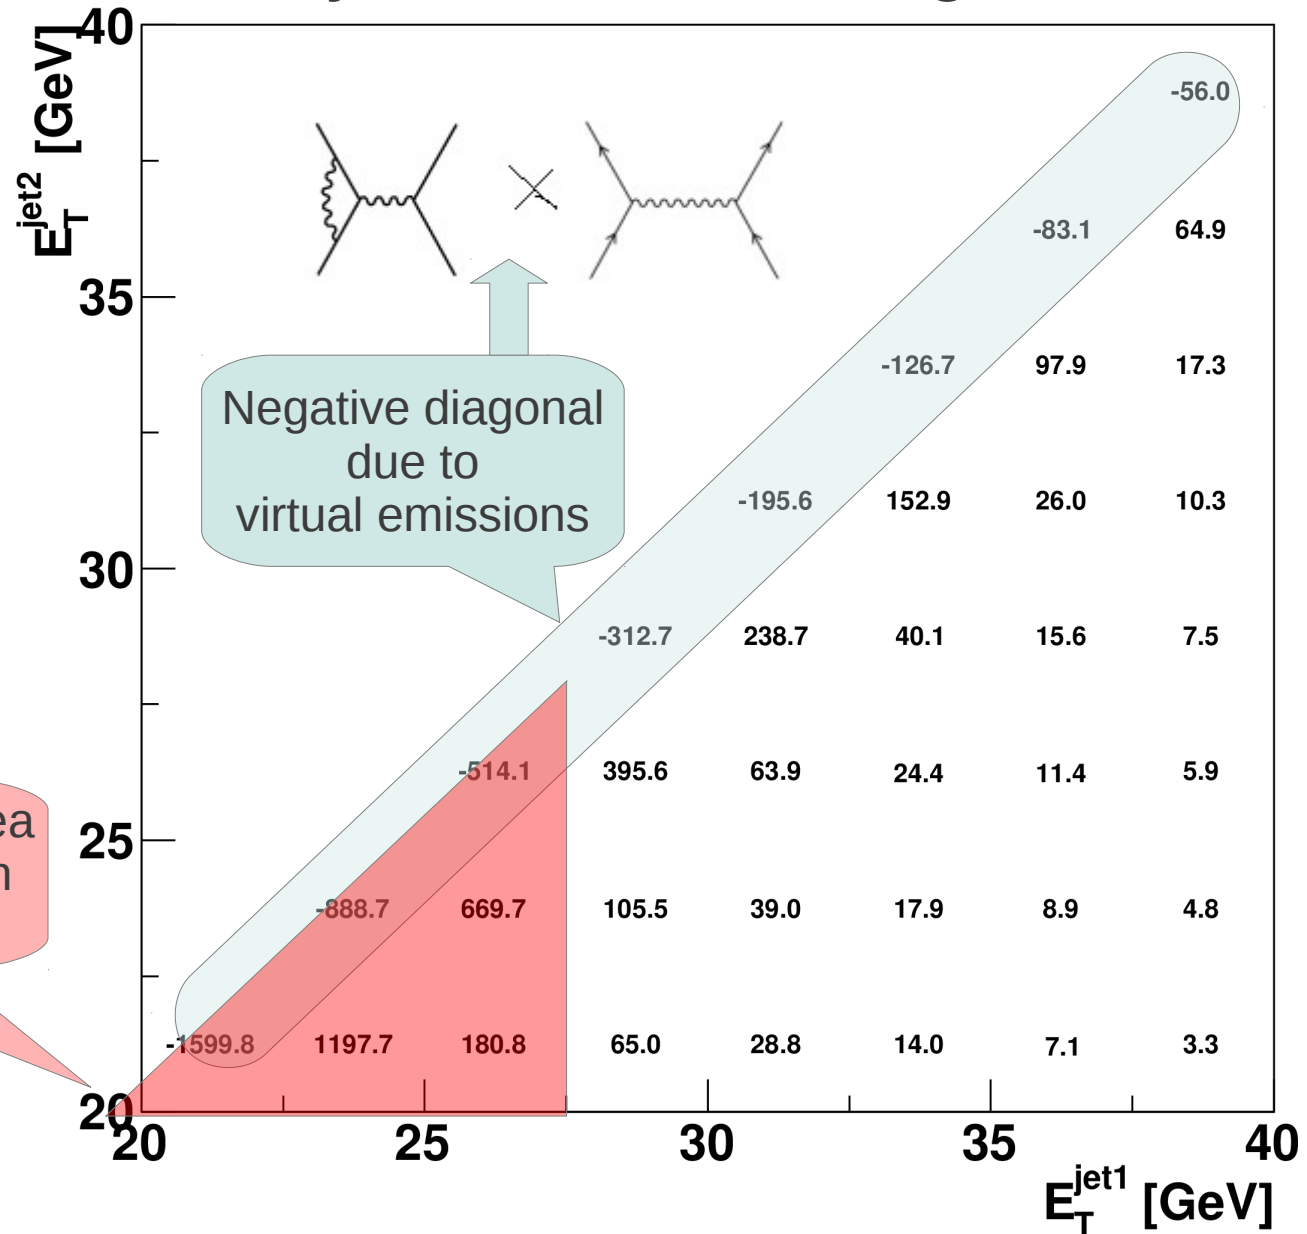 40
E_T^jet2 [GeV]
-56.0
-83.1 64.9
35
-126.7 97.9 17.3
Negative diagonal
due to
virtual emissions
-195.6 152.9 26.0 10.3
30
-312.7 238.7 40.1 15.6 7.5
-514.1 395.6 63.9 24.4 11.4 5.9
25
-888.7 669.7 105.5 39.0 17.9 8.9 4.8
-1599.8 1197.7 180.8 65.0 28.8 14.0 7.1 3.3
20
20 25 30 35 40
E_T^jet1 [GeV]